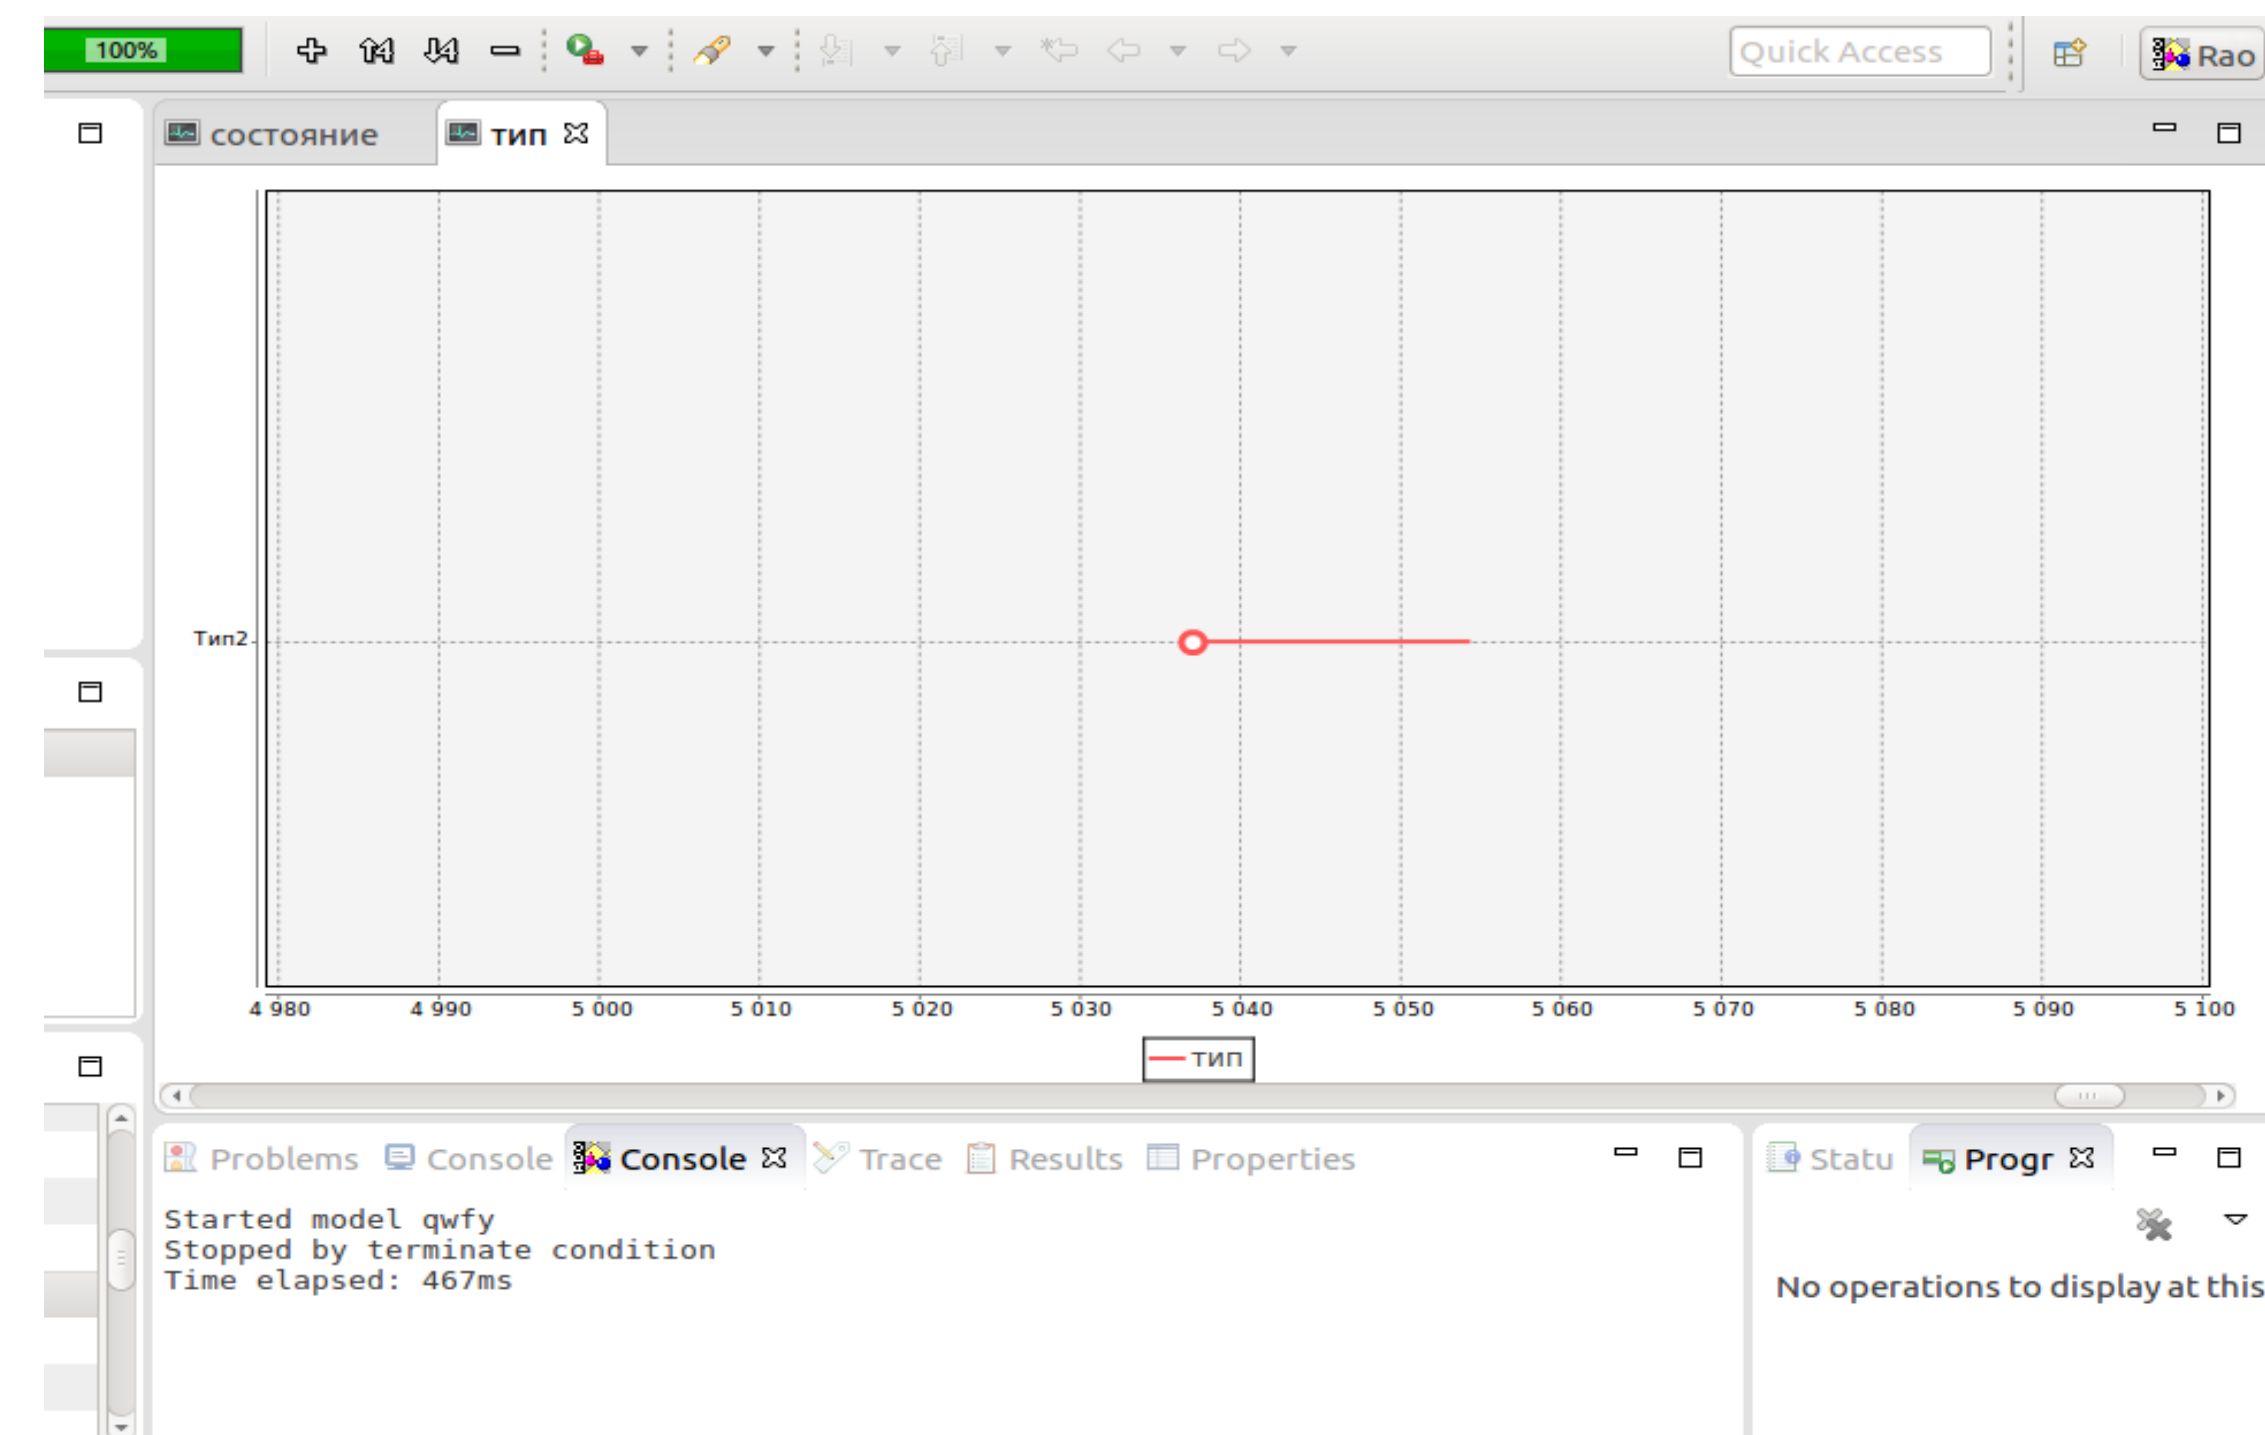 100%
Quick Access
Rao
состояние
тип
Тип2
4 980 4 990 5 000 5 010 5 020 5 030 5 040 5 050 5 060 5 070 5 080 5 090 5 100
тип
Problems Console Console Trace Results Properties
Statu Progr
Started model qwfy
Stopped by terminate condition
Time elapsed: 467ms
No operations to display at this